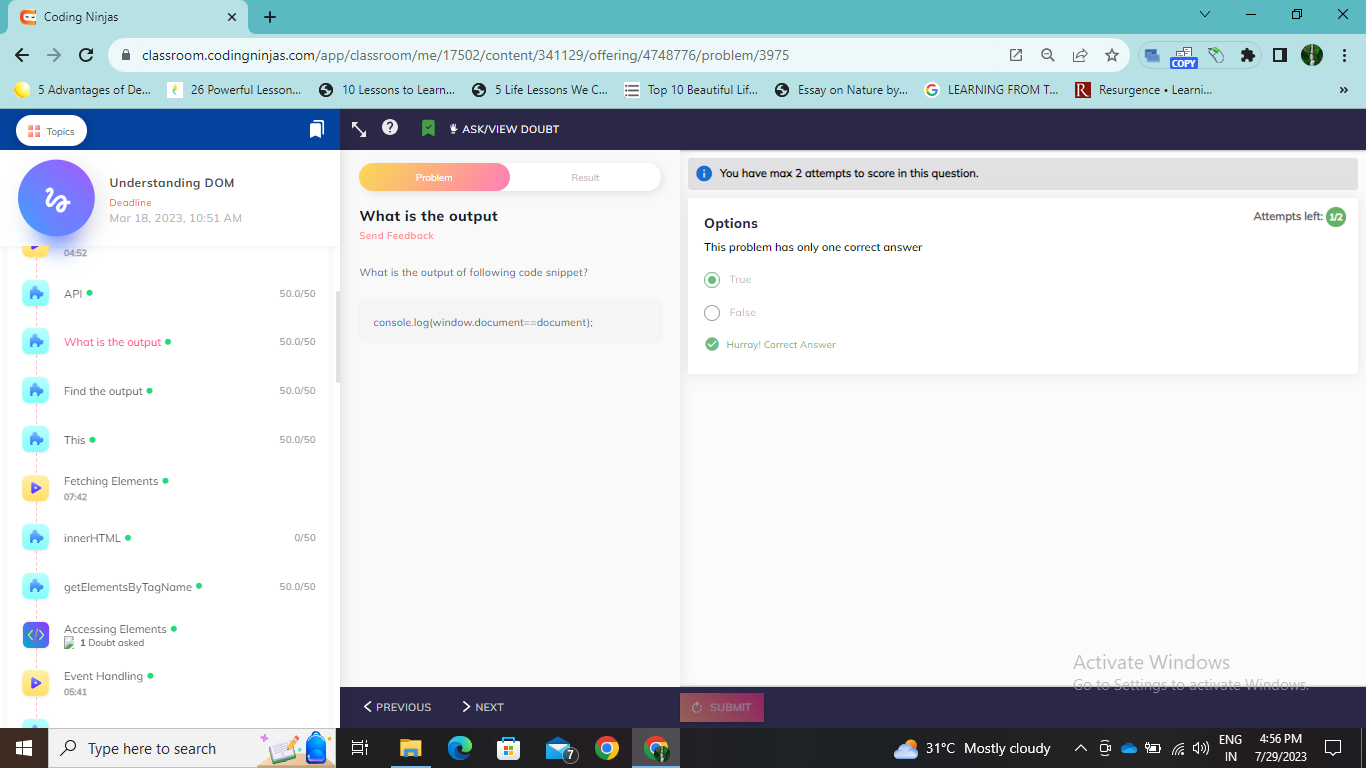 Coding Ninjas
classroom.codingninjas.com/app/classroom/me/17502/content/341129/offering/4748776/problem/3975
COPY
5 Advantages of De...
26 Powerful Lesson...
10 Lessons to Learn...
5 Life Lessons We C...
Top 10 Beautiful Lif...
Essay on Nature by...
LEARNING FROM T...
R
Resurgence • Learni...
»
Topics
ASK/VIEW DOUBT
Understanding DOM
Deadline
Mar 18, 2023, 10:51 AM
04:52
API
50.0/50
What is the output
50.0/50
Find the output
50.0/50
This
50.0/50
Fetching Elements
07:42
innerHTML
0/50
getElementsByTagName
50.0/50
Accessing Elements
1 Doubt asked
Event Handling
05:41
Problem
Result
What is the output
Send Feedback
What is the output of following code snippet?
console.log(window.document==document);
You have max 2 attempts to score in this question.
Options
Attempts left: 1/2
This problem has only one correct answer
True
False
Hurray! Correct Answer
Activate Windows
Go to Settings to activate Windows.
PREVIOUS
NEXT
SUBMIT
Type here to search
7
31°C Mostly cloudy
ENG
IN
4:56 PM
7/29/2023